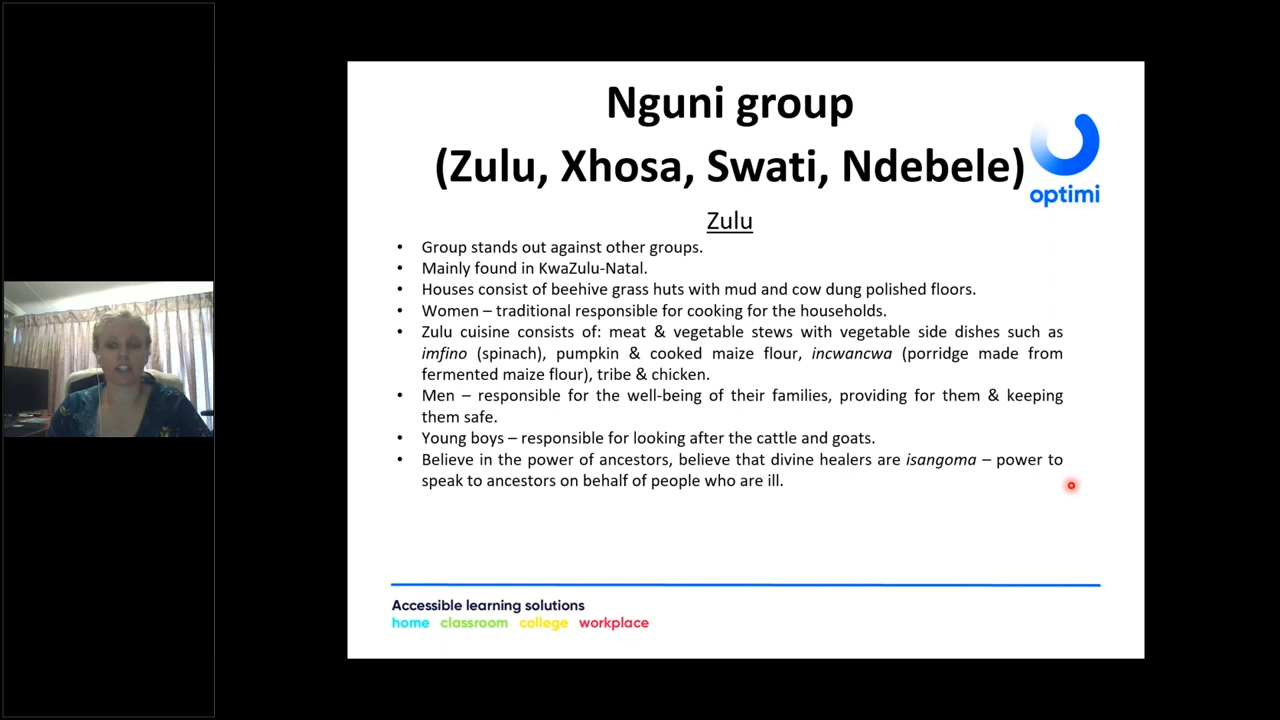 Nguni group
(Zulu, Xhosa, Swati, Ndebele)
optimi
Zulu
• Group stands out against other groups.
• Mainly found in KwaZulu-Natal.
• Houses consist of beehive grass huts with mud and cow dung polished floors.
• Women – traditional responsible for cooking for the households.
• Zulu cuisine consists of: meat & vegetable stews with vegetable side dishes such as
imfino (spinach), pumpkin & cooked maize flour, incwancwa (porridge made from
fermented maize flour), tribe & chicken.
• Men – responsible for the well-being of their families, providing for them & keeping
them safe.
• Young boys – responsible for looking after the cattle and goats.
• Believe in the power of ancestors, believe that divine healers are isangoma – power to
speak to ancestors on behalf of people who are ill.
Accessible learning solutions
home classroom college workplace